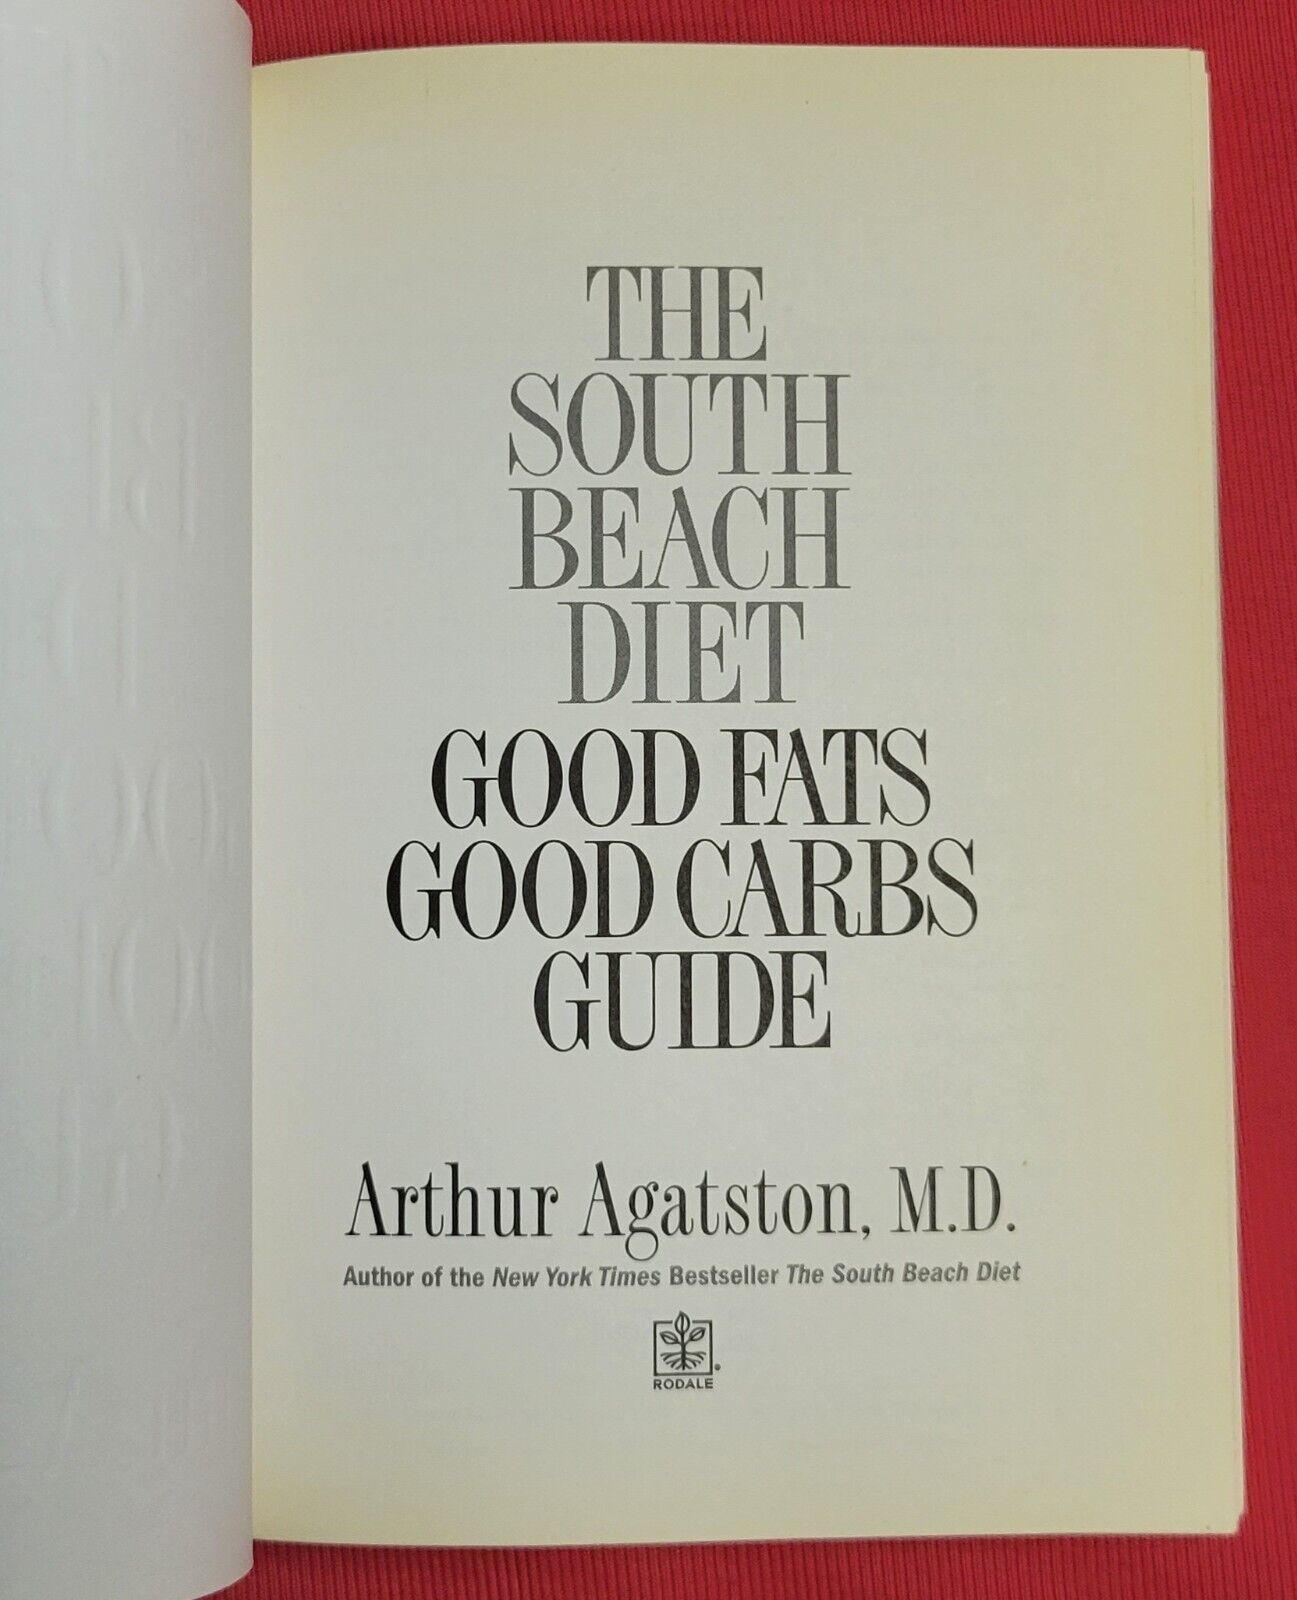 THE
SOUTH
BEACH
DIET
GOOD FATS
GOOD CARBS
GUIDE
Arthur Agatston, M.D.
Author of the New York Times Bestseller The South Beach Diet
RODALE